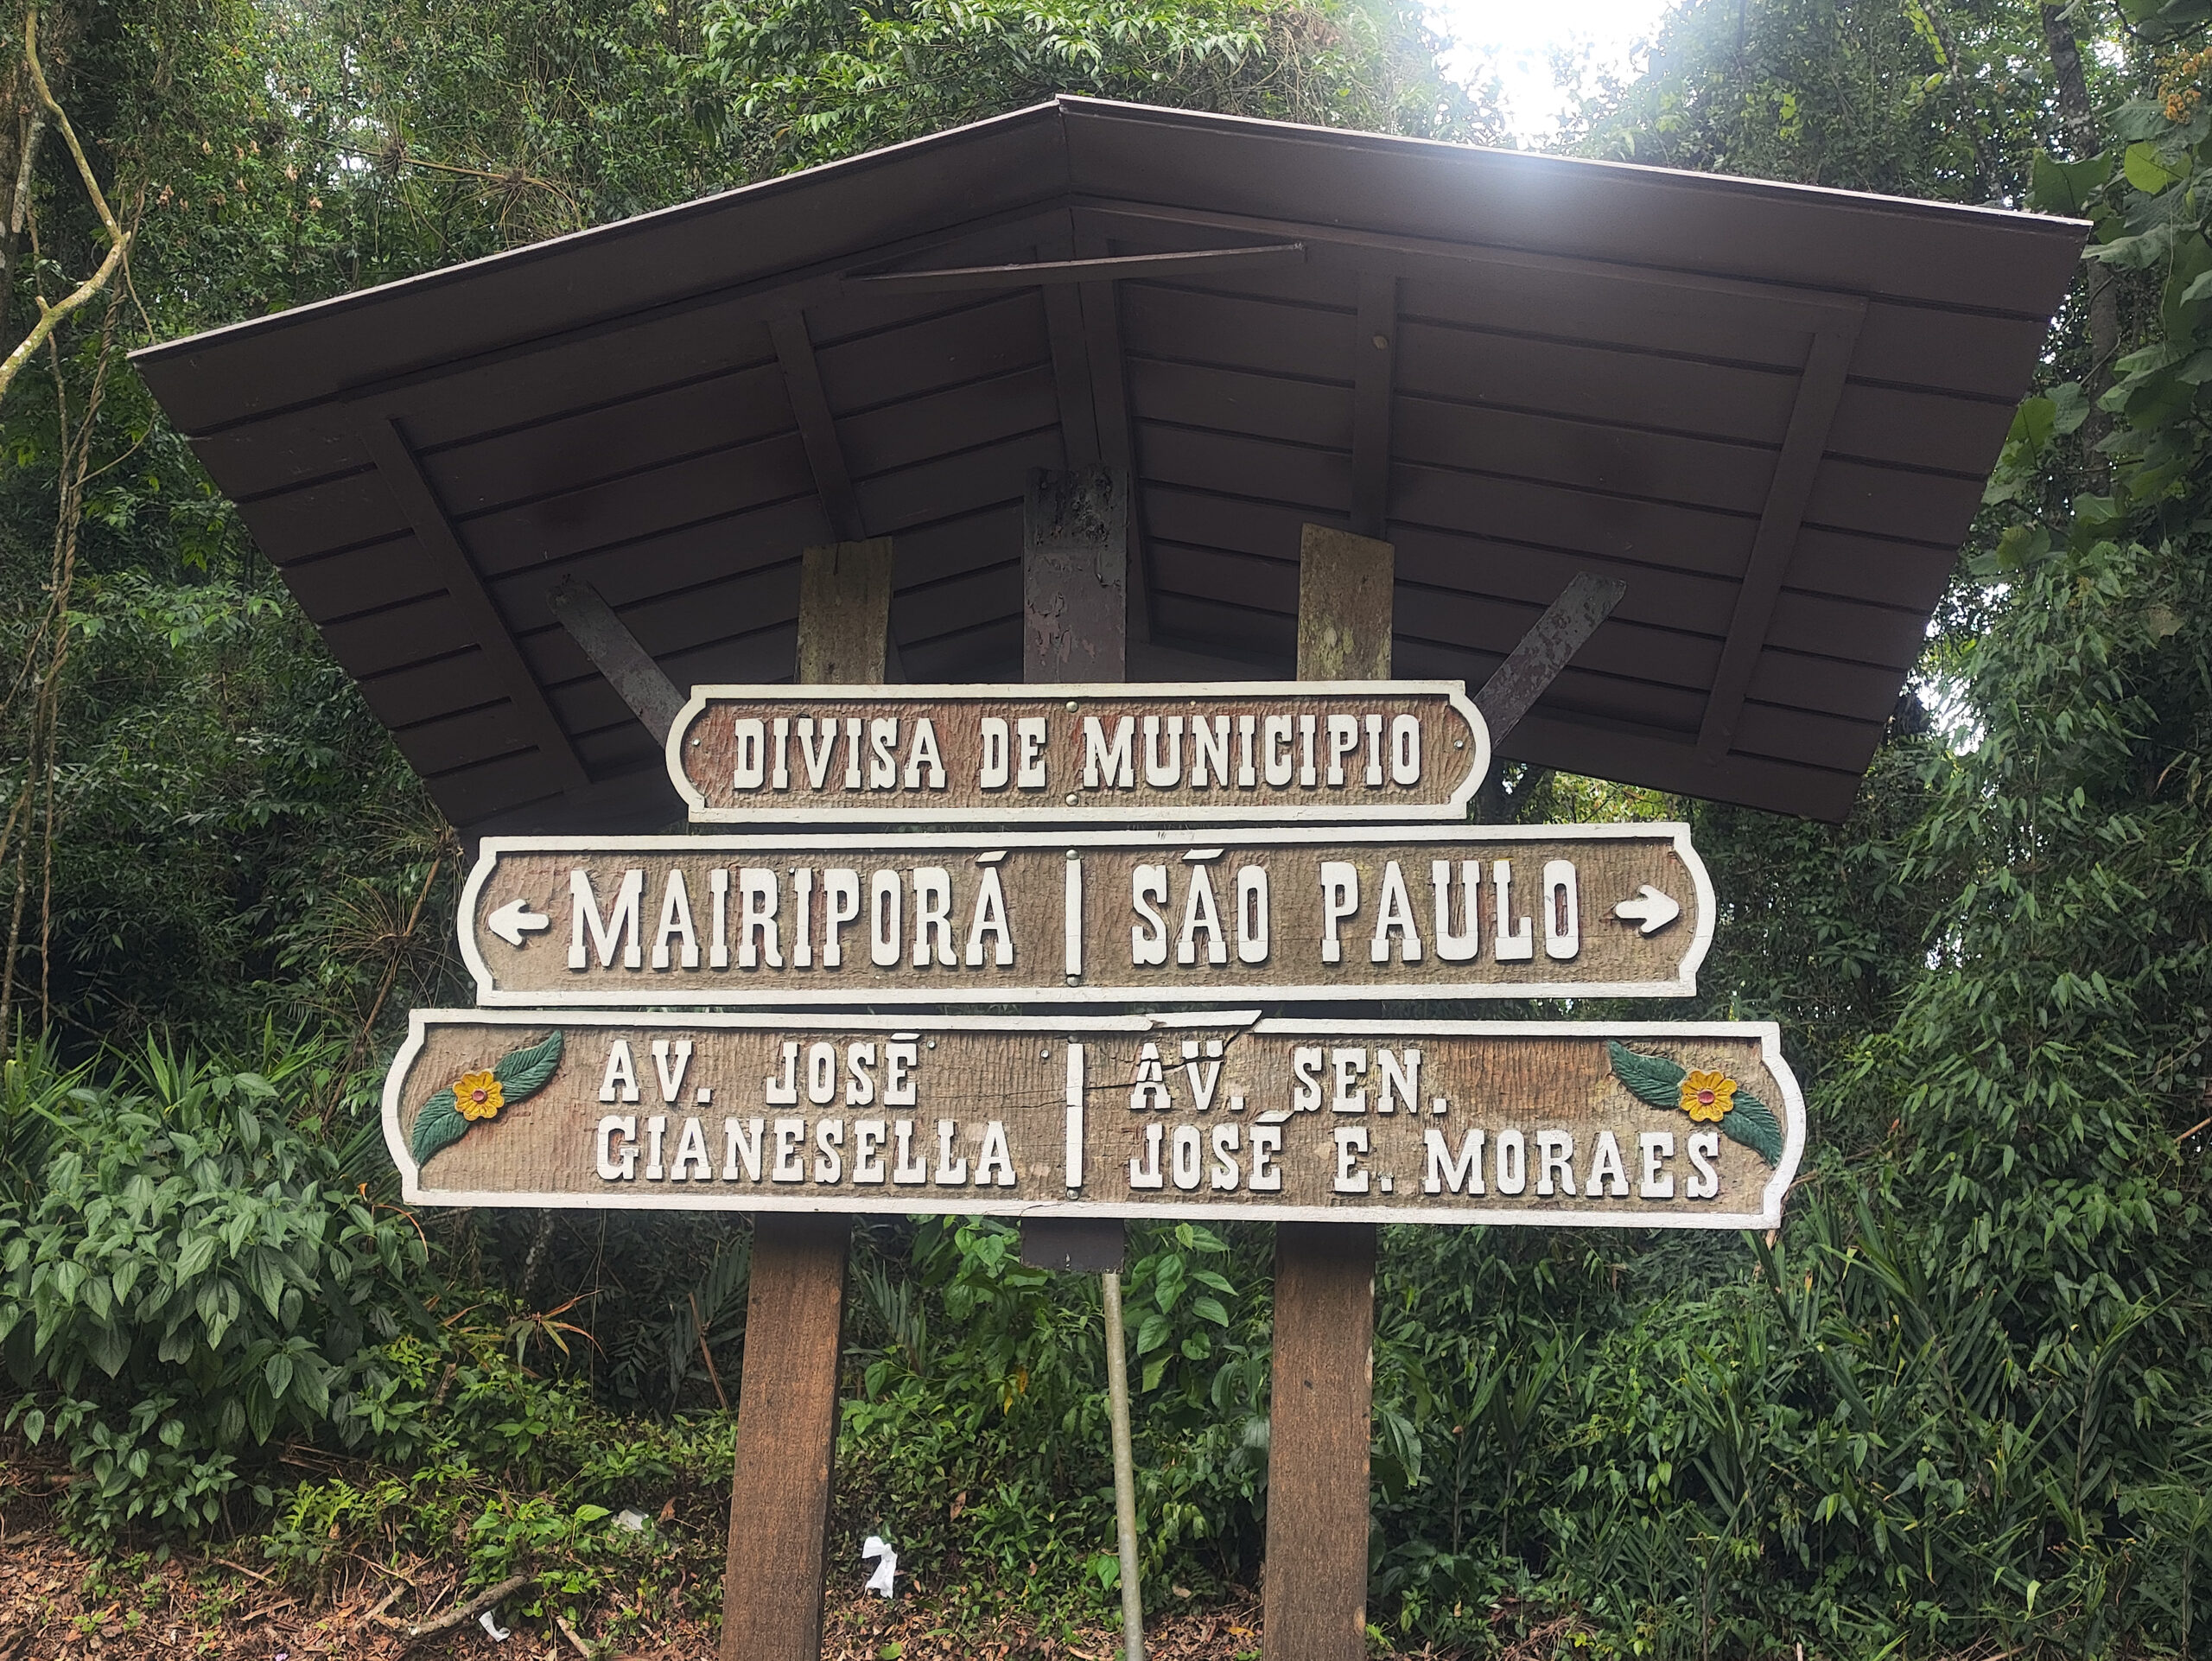 DIVISA DE MUNICIPIO
← MAIRIPORÁ | SÃO PAULO →
AV. JOSÉ
GIANESELLA
AV. SEN.
JOSÉ E. MORAES